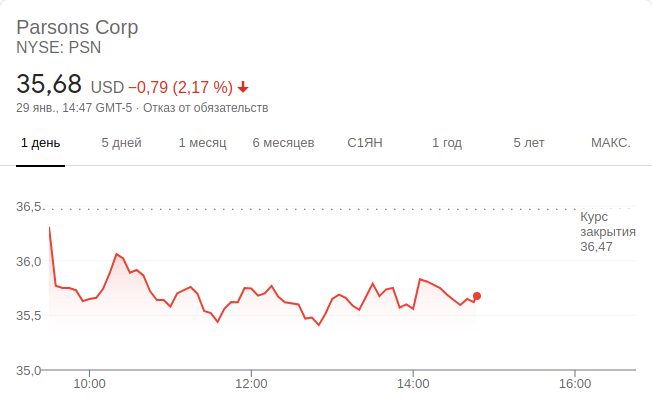 Parsons Corp
NYSE: PSN
35,68 USD −0,79 (2,17 %)
29 янв., 14:47 GMT-5 · Отказ от обязательств
1 день 5 дней 1 месяц 6 месяцев С1ЯН 1 год 5 лет МАКС.
36,5
Курс
закрытия
36,47
36,0
35,5
35,0
10:00 12:00 14:00 16:00